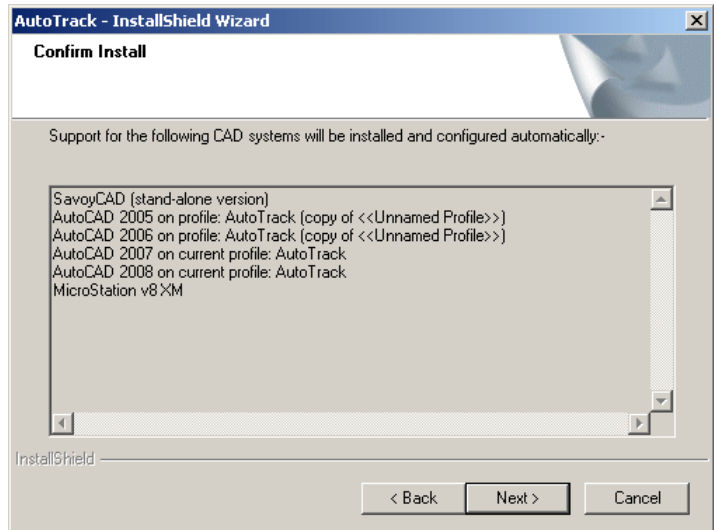 AutoTrack - InstallShield Wizard
Confirm Install
Support for the following CAD systems will be installed and configured automatically:-
SavoyCAD (stand-alone version)
AutoCAD 2005 on profile: AutoTrack (copy of <<Unnamed Profile>>)
AutoCAD 2006 on profile: AutoTrack (copy of <<Unnamed Profile>>)
AutoCAD 2007 on current profile: AutoTrack
AutoCAD 2008 on current profile: AutoTrack
MicroStation v8 XM
InstallShield
< Back Next > Cancel